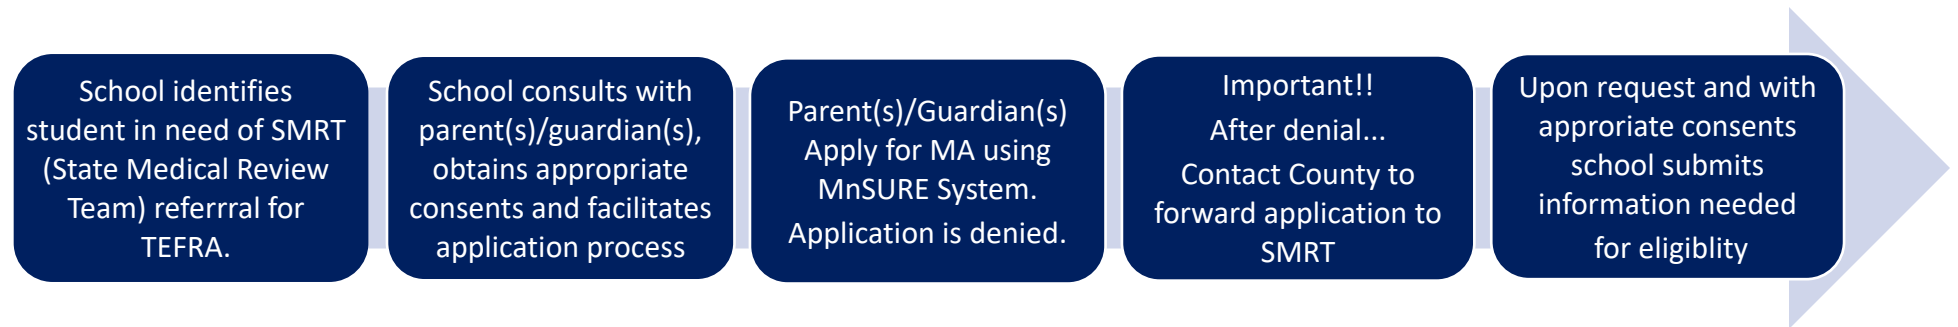 School identifies
student in need of SMRT
(State Medical Review
Team) referrral for
TEFRA.
School consults with
parent(s)/guardian(s),
obtains appropriate
consents and facilitates
application process
Parent(s)/Guardian(s)
Apply for MA using
MnSURE System.
Application is denied.
Important!!
After denial...
Contact County to
forward application to
SMRT
Upon request and with
approriate consents
school submits
information needed
for eligiblity